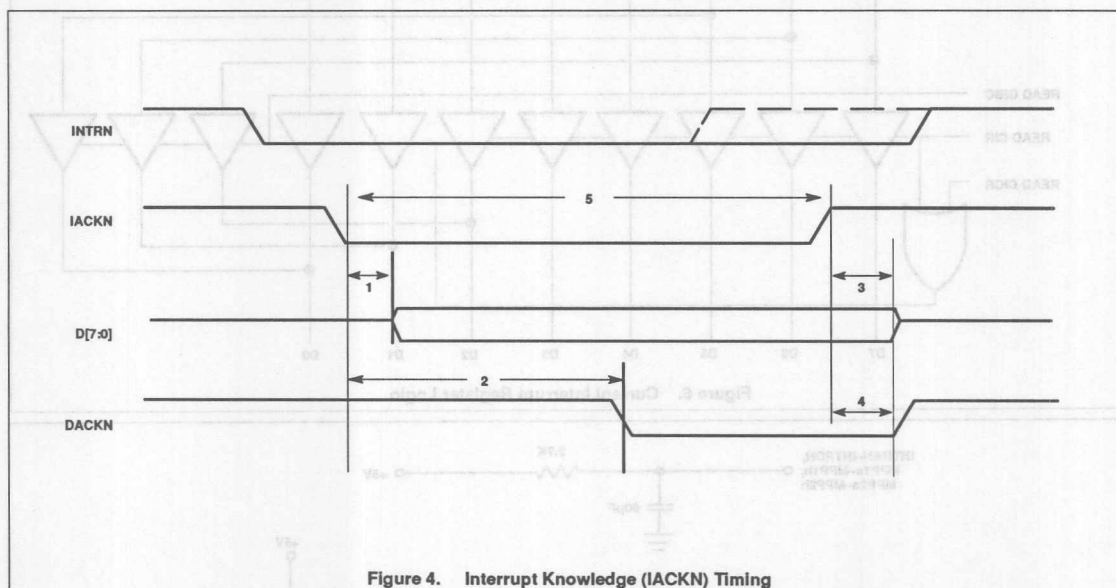 INTRN
5
IACKN
1
3
D[7:0]
2
4
DACKN
Figure 4. Interrupt Knowledge (IACKN) Timing